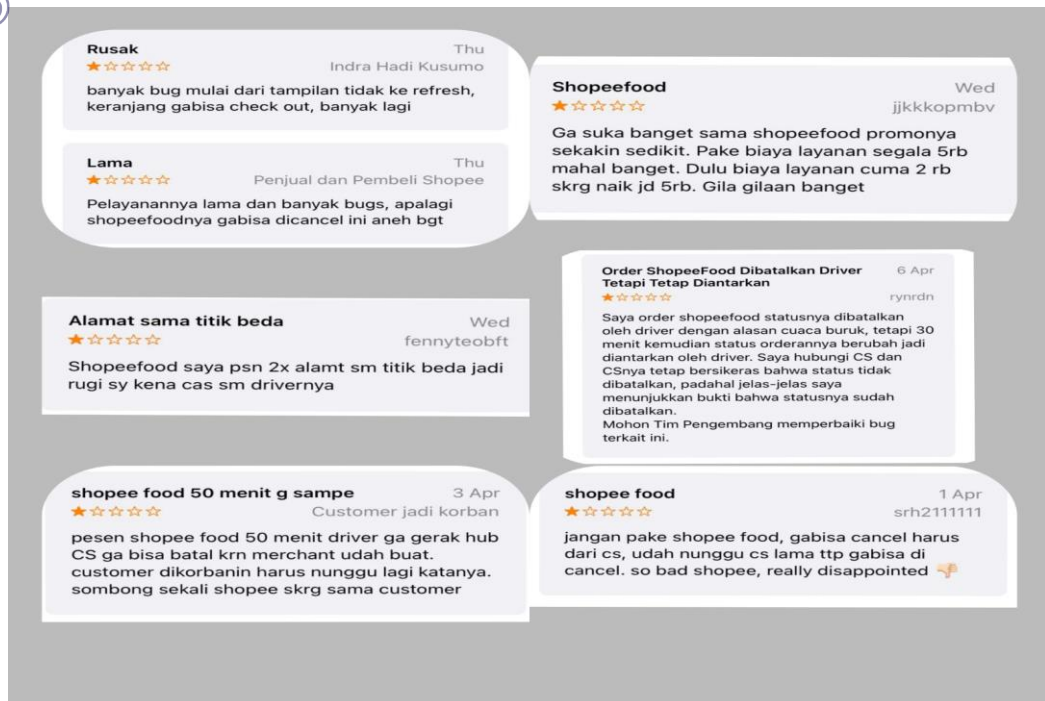 Rusak Thu
★☆☆☆☆ Indra Hadi Kusumo
banyak bug mulai dari tampilan tidak ke refresh,
keranjang gabisa check out, banyak lagi
Lama Thu
★☆☆☆☆ Penjual dan Pembeli Shopee
Pelayanannya lama dan banyak bugs, apalagi
shopeefoodnya gabisa dicancel ini aneh bgt
Shopeefood Wed
★☆☆☆☆ jjkkkopmbv
Ga suka banget sama shopeefood promonya
sekakin sedikit. Pake biaya layanan segala 5rb
mahal banget. Dulu biaya layanan cuma 2 rb
skrg naik jd 5rb. Gila gilaan banget
Alamat sama titik beda Wed
★☆☆☆☆ fennyteobft
Shopeefood saya psn 2x alamt sm titik beda jadi
rugi sy kena cas sm drivernya
Order ShopeeFood Dibatalkan Driver 6 Apr
Tetapi Tetap Diantarkan
★☆☆☆☆ rynrdn
Saya order shopeefood statusnya dibatalkan
oleh driver dengan alasan cuaca buruk, tetapi 30
menit kemudian status orderannya berubah jadi
diantarkan oleh driver. Saya hubungi CS dan
CSnya tetap bersikeras bahwa status tidak
dibatalkan, padahal jelas-jelas saya
menunjukkan bukti bahwa statusnya sudah
dibatalkan.
Mohon Tim Pengembang memperbaiki bug
terkait ini.
shopee food 50 menit g sampe 3 Apr
★☆☆☆☆ Customer jadi korban
pesen shopee food 50 menit driver ga gerak hub
CS ga bisa batal krn merchant udah buat.
customer dikorbanin harus nunggu lagi katanya.
sombong sekali shopee skrg sama customer
shopee food 1 Apr
★☆☆☆☆ srh2111111
jangan pake shopee food, gabisa cancel harus
dari cs, udah nunggu cs lama ttp gabisa di
cancel. so bad shopee, really disappointed 👎